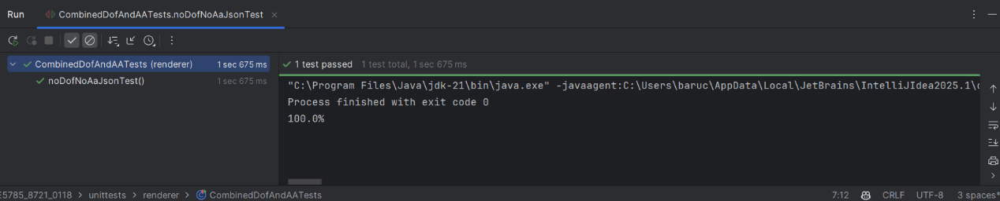 Run CombinedDofAndAATests.noDofNoAaJsonTest
CombinedDofAndAATests (renderer) 1 sec 675 ms
noDofNoAaJsonTest() 1 sec 675 ms
1 test passed 1 test total, 1 sec 675 ms
"C:\Program Files\Java\jdk-21\bin\java.exe" -javaagent:C:\Users\baruc\AppData\Local\JetBrains\IntelliJIdea2025.1\
Process finished with exit code 0
100.0%
E5785_8721_0118 > unittests > renderer > CombinedDofAndAATests 7:12 CRLF UTF-8 3 spaces*